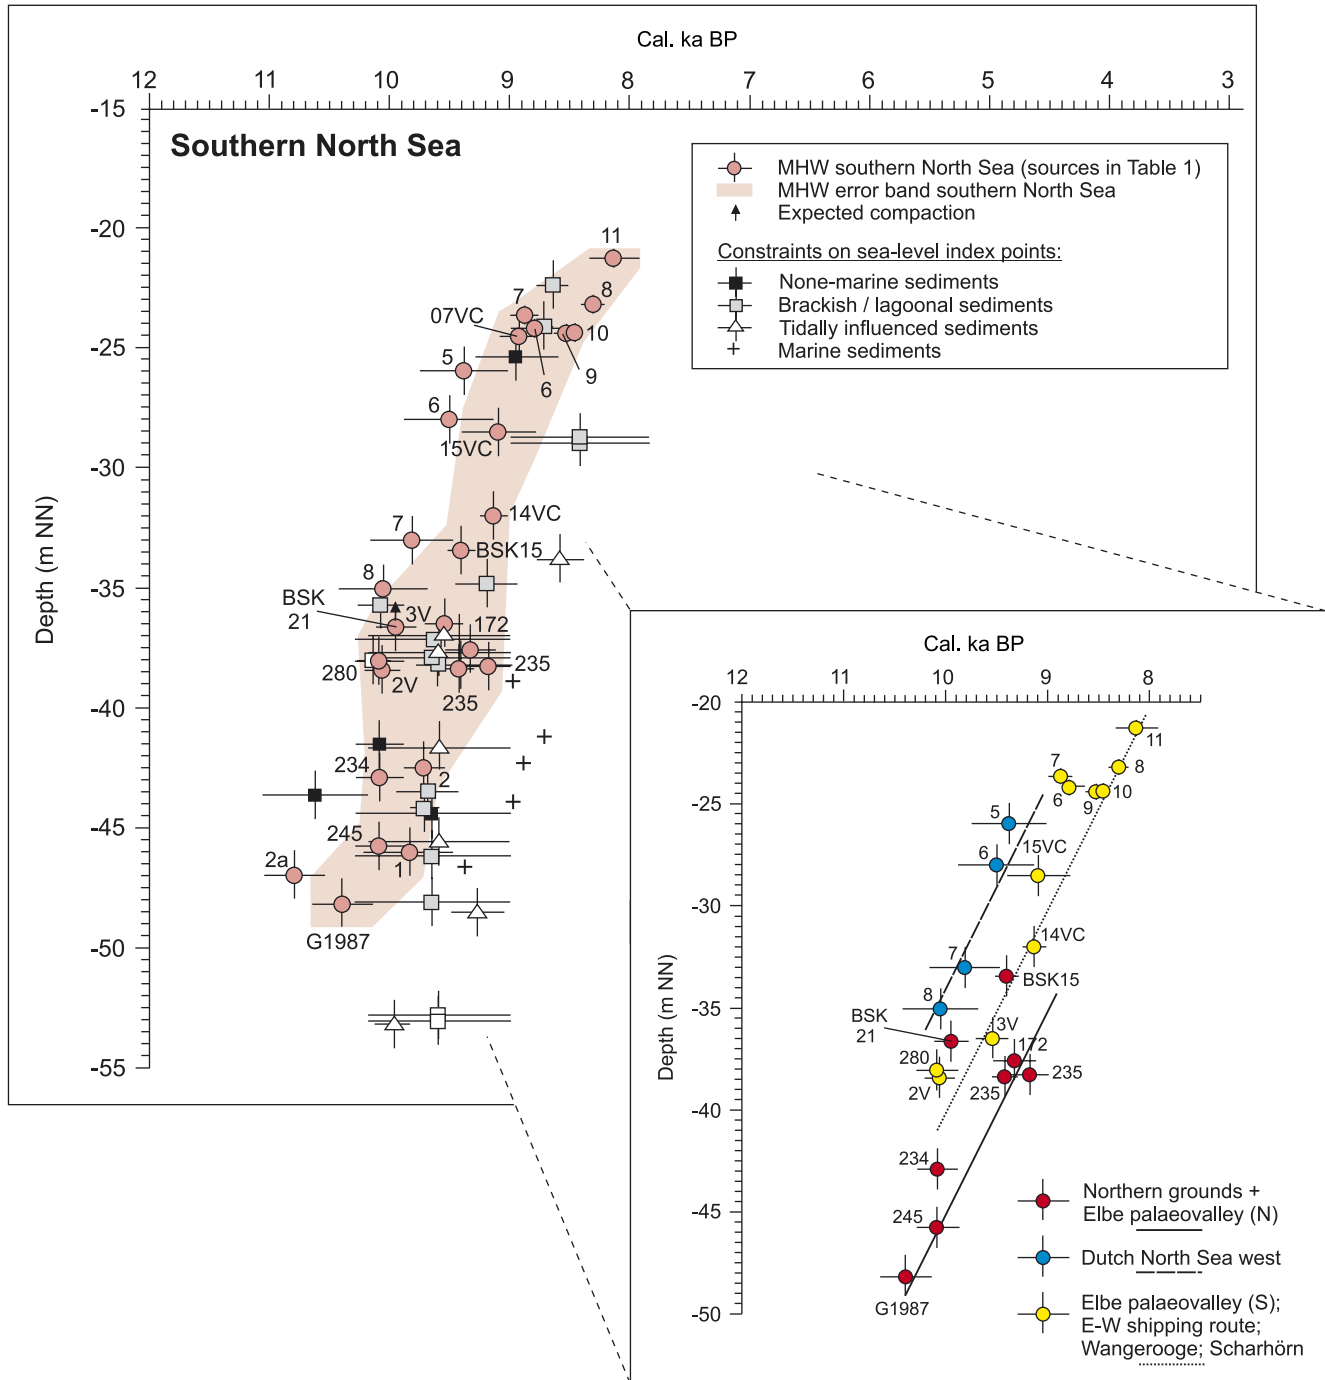 Cal. ka BP
12 11 10 9 8 7 6 5 4 3
-15
Southern North Sea
MHW southern North Sea (sources in Table 1)
MHW error band southern North Sea
Expected compaction
Constraints on sea-level index points:
None-marine sediments
Brackish / lagoonal sediments
Tidally influenced sediments
Marine sediments
-20
11
7
8
07VC
10
-25
5
6
9
6
15VC
-30
Depth (m NN)
14VC
7
BSK15
-35
8
BSK
21
3V
172
280
2V
235
235
-40
234
2
-45
245
1
2a
G1987
-50
-55
Cal. ka BP
12 11 10 9 8
-20
11
7
8
6
9
10
-25
5
6
15VC
-30
14VC
7
BSK15
-35
8
BSK
21
3V
172
280
2V
235
235
-40
Depth (m NN)
234
-45
245
G1987
-50
Northern grounds +
Elbe palaeovalley (N)
Dutch North Sea west
Elbe palaeovalley (S);
E-W shipping route;
Wangerooge; Scharhörn